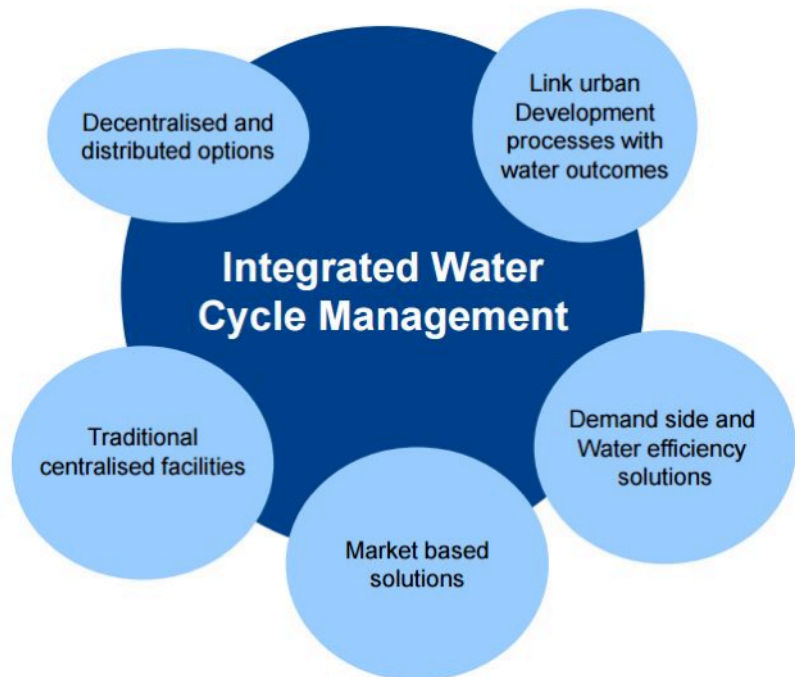 Decentralised and
distributed options
Link urban
Development
processes with
water outcomes
Integrated Water
Cycle Management
Traditional
centralised facilities
Demand side and
Water efficiency
solutions
Market based
solutions